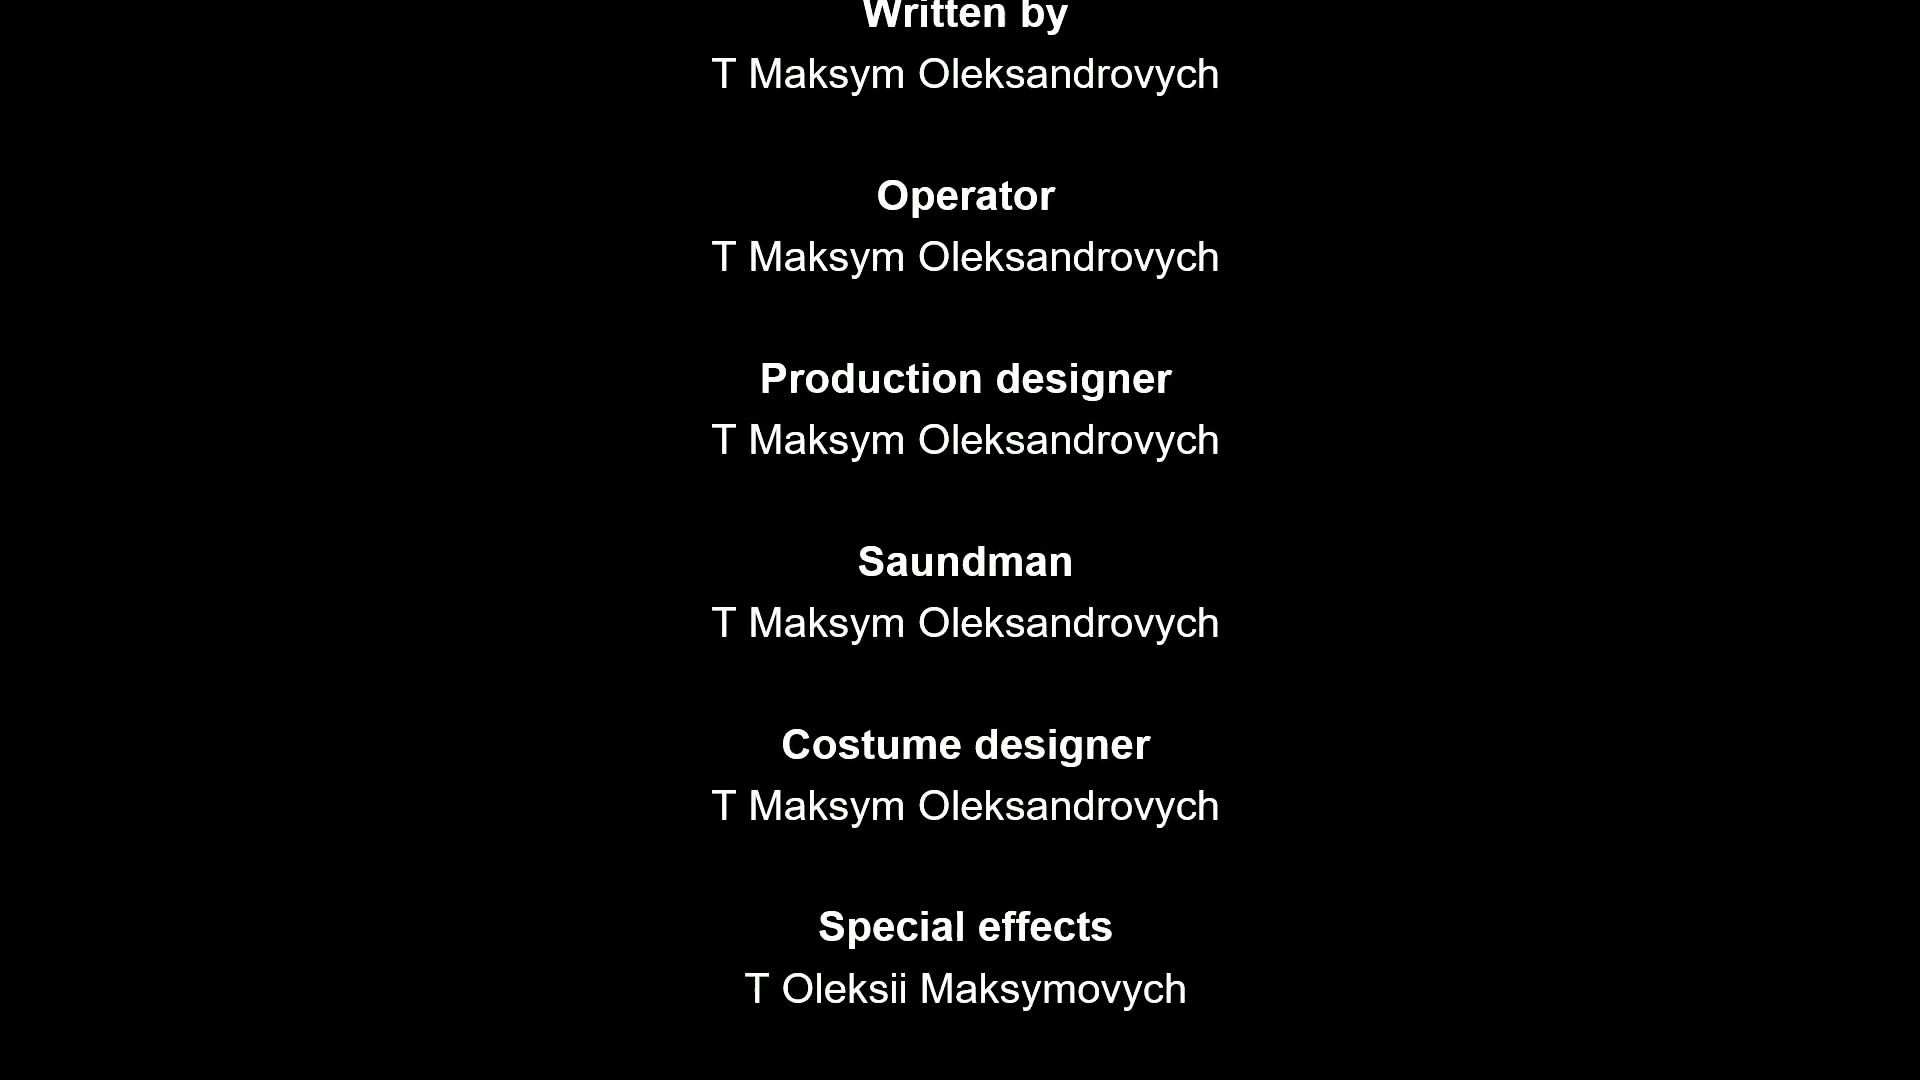 Written by
T Maksym Oleksandrovych
Operator
T Maksym Oleksandrovych
Production designer
T Maksym Oleksandrovych
Saundman
T Maksym Oleksandrovych
Costume designer
T Maksym Oleksandrovych
Special effects
T Oleksii Maksymovych